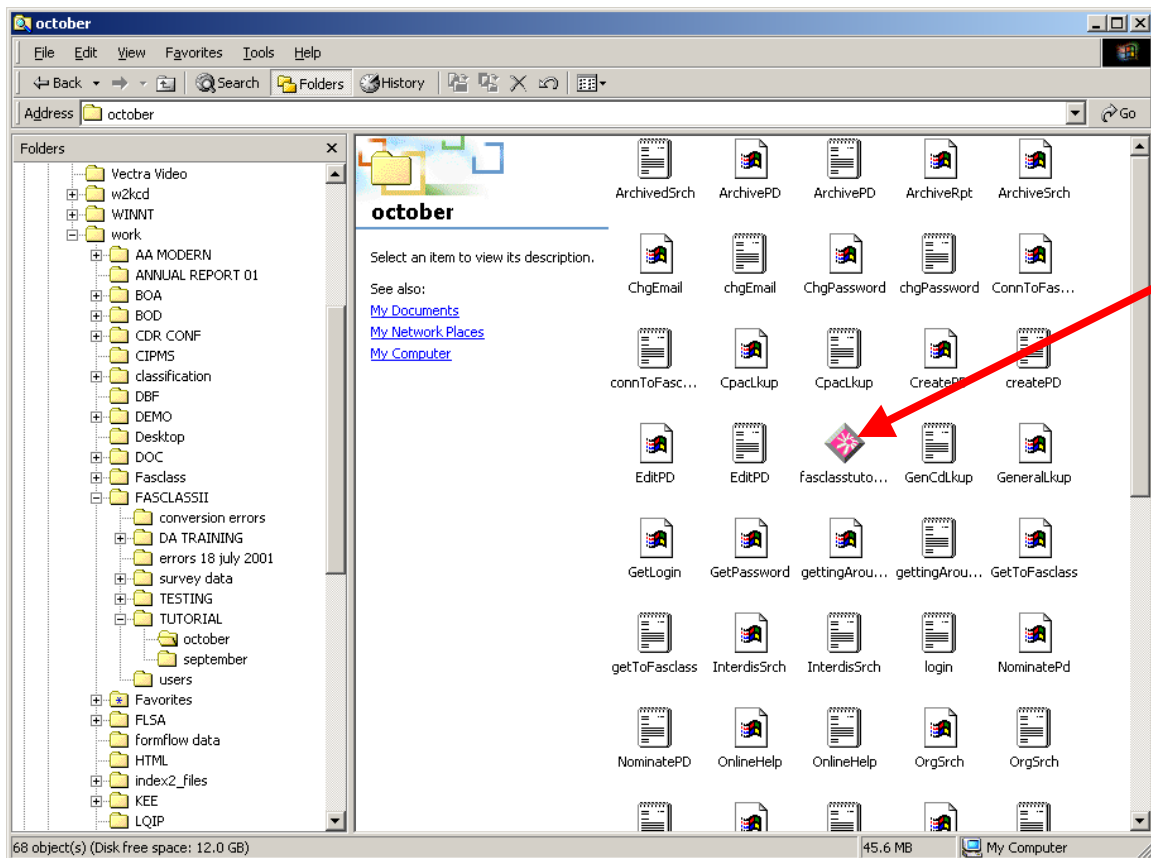 october
File Edit View Favorites Tools Help
Back Search Folders History
Address october Go
Folders
Vectra Video
w2kcd
WINNT
work
AA MODERN
ANNUAL REPORT 01
BOA
BOD
CDR CONF
CIPMS
classification
DBF
DEMO
Desktop
DOC
Fasclass
FASCLASSII
conversion errors
DA TRAINING
errors 18 july 2001
survey data
TESTING
TUTORIAL
october
september
users
Favorites
FLSA
formflow data
HTML
index2_files
KEE
LQIP
october
Select an item to view its description.
See also:
My Documents
My Network Places
My Computer
ArchivedSrch ArchivePD ArchivePD ArchiveRpt ArchiveSrch
ChgEmail chgEmail ChgPassword chgPassword ConnToFas...
connToFasc... CpacLkup CpacLkup CreatePD createPD
EditPD EditPD fasclasstuto... GenCdLkup GeneralLkup
GetLogin GetPassword gettingArou... gettingArou... GetToFasclass
getToFasclass InterdisSrch InterdisSrch login NominatePd
NominatePD OnlineHelp OnlineHelp OrgSrch OrgSrch
68 object(s) (Disk free space: 12.0 GB) 45.6 MB My Computer